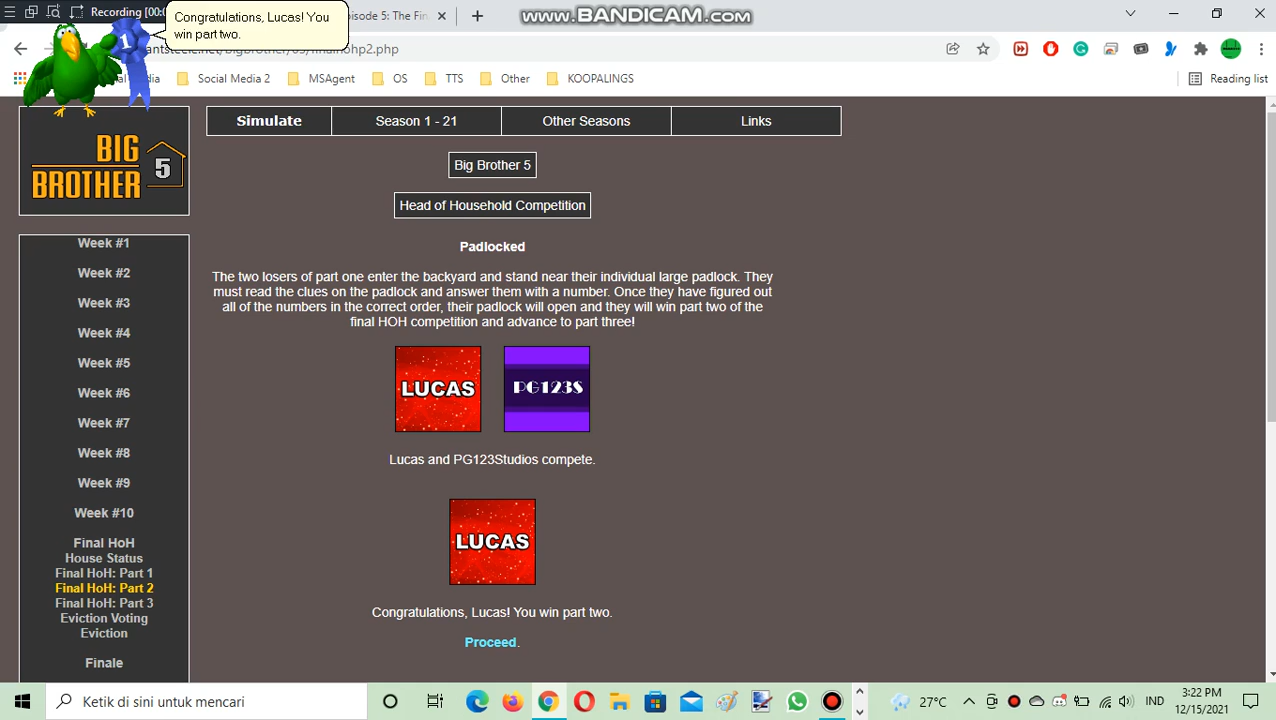 Recording [00:
Congratulations, Lucas! You
win part two.
pisode 5: The Fin
www.BANDICAM.com
hp2.php
Social Media 2
MSAgent
OS
TTS
Other
KOOPALINGS
Reading list
BIG
BROTHER
5
Simulate
Season 1 - 21
Other Seasons
Links
Big Brother 5
Head of Household Competition
Padlocked
The two losers of part one enter the backyard and stand near their individual large padlock. They
must read the clues on the padlock and answer them with a number. Once they have figured out
all of the numbers in the correct order, their padlock will open and they will win part two of the
final HOH competition and advance to part three!
LUCAS
PG123S
Lucas and PG123Studios compete.
LUCAS
Congratulations, Lucas! You win part two.
Proceed.
Week #1
Week #2
Week #3
Week #4
Week #5
Week #6
Week #7
Week #8
Week #9
Week #10
Final HoH
House Status
Final HoH: Part 1
Final HoH: Part 2
Final HoH: Part 3
Eviction Voting
Eviction
Finale
Ketik di sini untuk mencari
27°C
IND
3:22 PM
12/15/2021